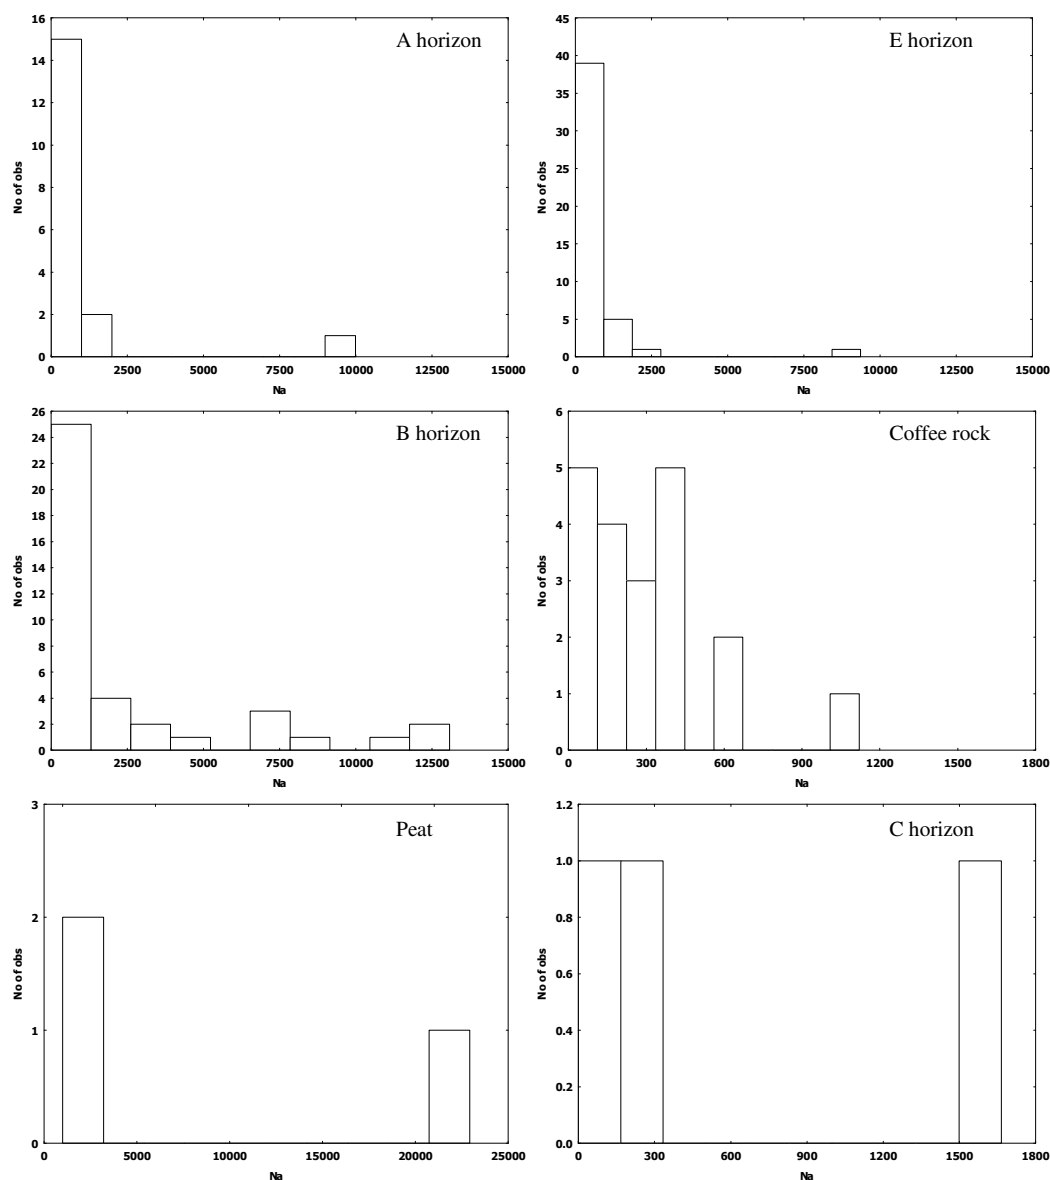 A horizon
No of obs
16
14
12
10
8
6
4
2
0
0 2500 5000 7500 10000 12500 15000
Na
E horizon
No of obs
45
40
35
30
25
20
15
10
5
0
0 2500 5000 7500 10000 12500 15000
Na
B horizon
No of obs
26
24
22
20
18
16
14
12
10
8
6
4
2
0
0 2500 5000 7500 10000 12500 15000
Na
Coffee rock
No of obs
6
5
4
3
2
1
0
0 300 600 900 1200 1500 1800
Na
Peat
No of obs
3
2
1
0
0 5000 10000 15000 20000 25000
Na
C horizon
No of obs
1.2
1.0
0.8
0.6
0.4
0.2
0.0
0 300 600 900 1200 1500 1800
Na